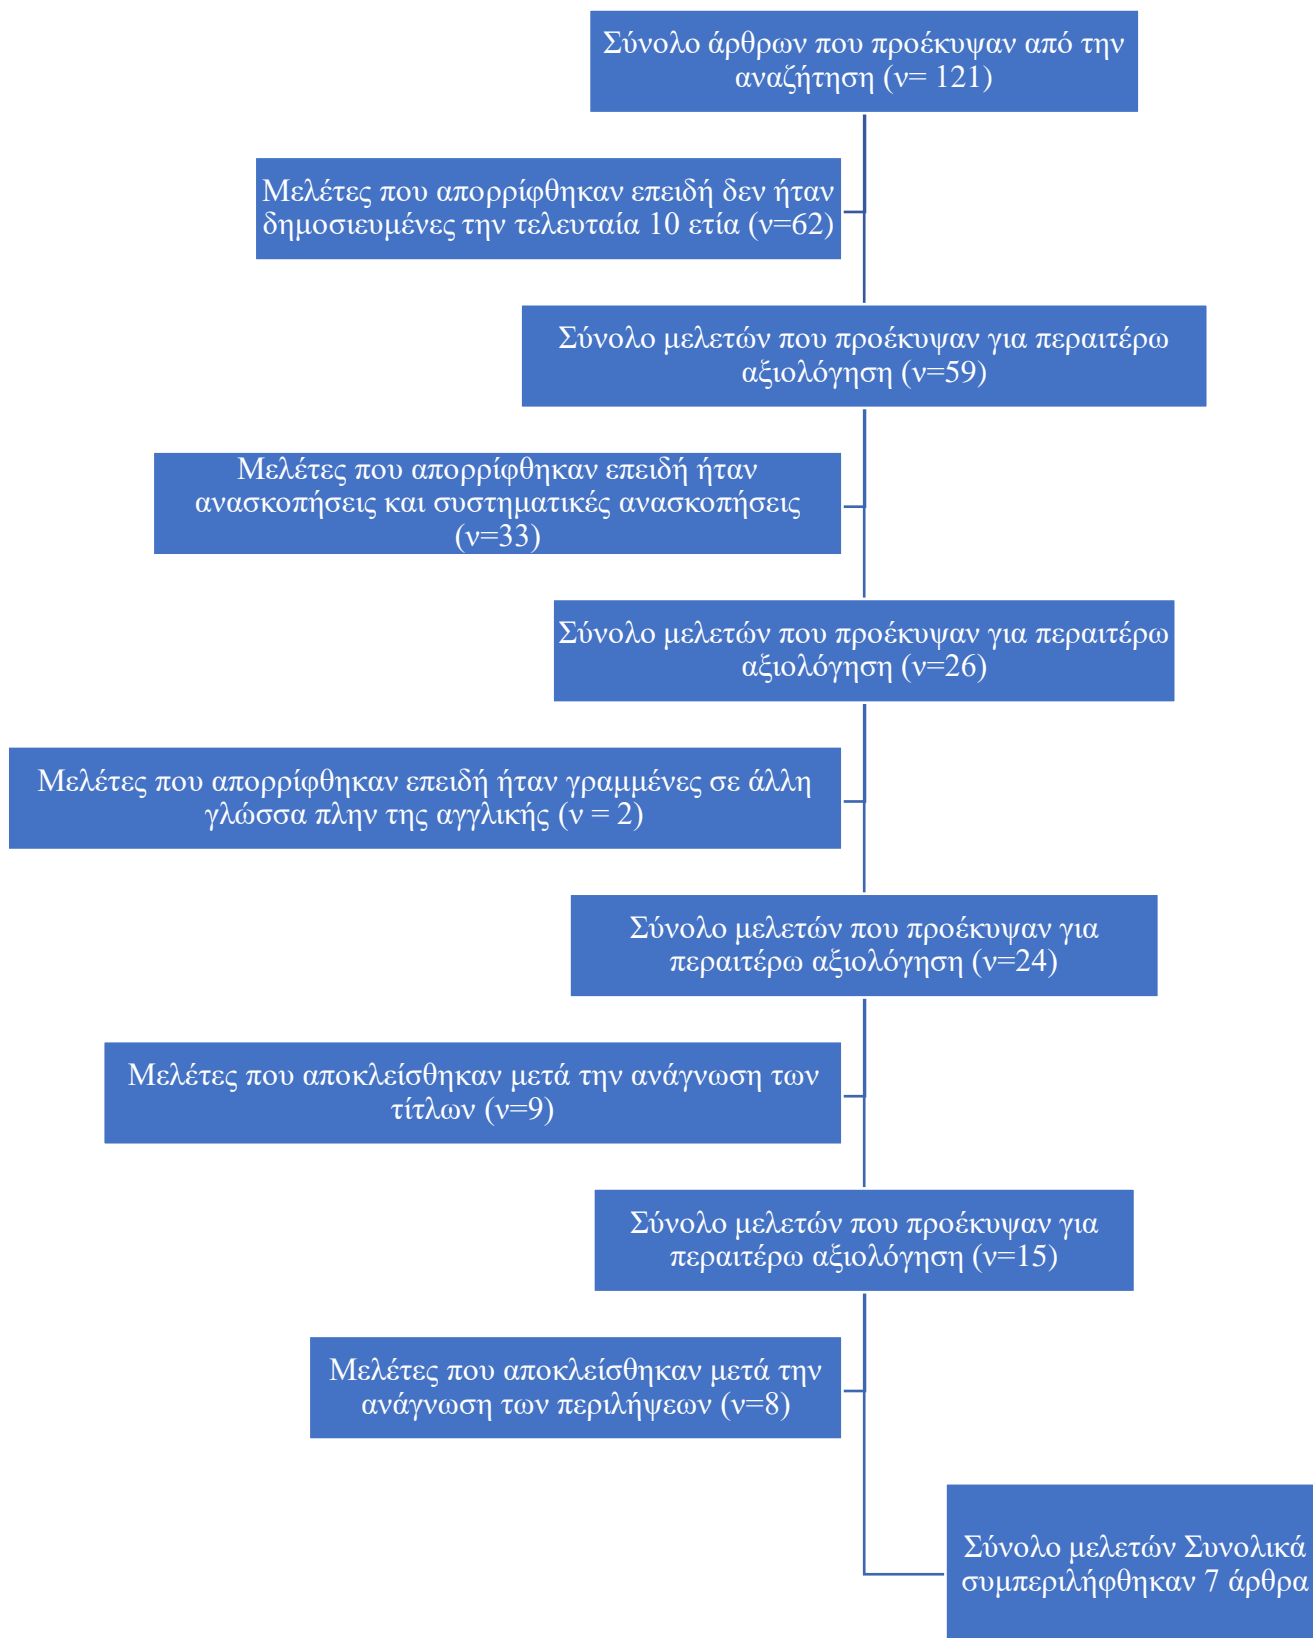 Σύνολο άρθρων που προέκυψαν από την
αναζήτηση (ν= 121)
Μελέτες που απορρίφθηκαν επειδή δεν ήταν
δημοσιευμένες την τελευταία 10 ετία (ν=62)
Σύνολο μελετών που προέκυψαν για περαιτέρω
αξιολόγηση (ν=59)
Μελέτες που απορρίφθηκαν επειδή ήταν
ανασκοπήσεις και συστηματικές ανασκοπήσεις
(ν=33)
Σύνολο μελετών που προέκυψαν για περαιτέρω
αξιολόγηση (ν=26)
Μελέτες που απορρίφθηκαν επειδή ήταν γραμμένες σε άλλη
γλώσσα πλην της αγγλικής (ν = 2)
Σύνολο μελετών που προέκυψαν για
περαιτέρω αξιολόγηση (ν=24)
Μελέτες που αποκλείσθηκαν μετά την ανάγνωση των
τίτλων (ν=9)
Σύνολο μελετών που προέκυψαν για
περαιτέρω αξιολόγηση (ν=15)
Μελέτες που αποκλείσθηκαν μετά την
ανάγνωση των περιλήψεων (ν=8)
Σύνολο μελετών Συνολικά
συμπεριλήφθηκαν 7 άρθρα